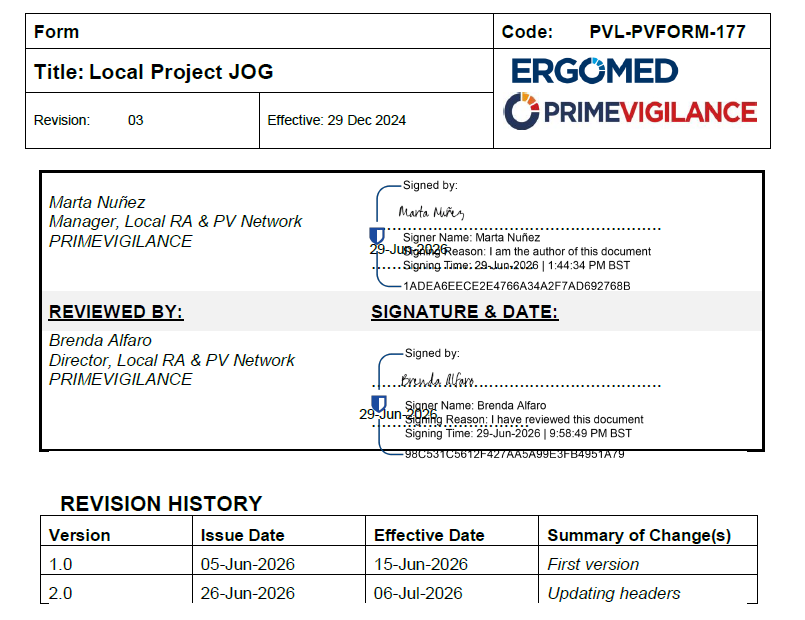 Form
Code: PVL-PVFORM-177
Title: Local Project JOG
ERGOMED
PRIMEVIGILANCE
Revision: 03
Effective: 29 Dec 2024
Marta Nuñez
Manager, Local RA & PV Network
PRIMEVIGILANCE
Signed by:
Marta Nuñez
29-Jun-2026
Signer Name: Marta Nuñez
Signing Reason: I am the author of this document
Signing Time: 29-Jun-2026 | 1:44:34 PM BST
1ADEA6EECE2E4766A34A2F7AD692768B
REVIEWED BY:
SIGNATURE & DATE:
Brenda Alfaro
Director, Local RA & PV Network
PRIMEVIGILANCE
Signed by:
Brenda Alfaro
29-Jun-2026
Signer Name: Brenda Alfaro
Signing Reason: I have reviewed this document
Signing Time: 29-Jun-2026 | 9:58:49 PM BST
98C531C5612F427AA5A99E3FB4951A79
REVISION HISTORY
Version Issue Date Effective Date Summary of Change(s)
1.0 05-Jun-2026 15-Jun-2026 First version
2.0 26-Jun-2026 06-Jul-2026 Updating headers